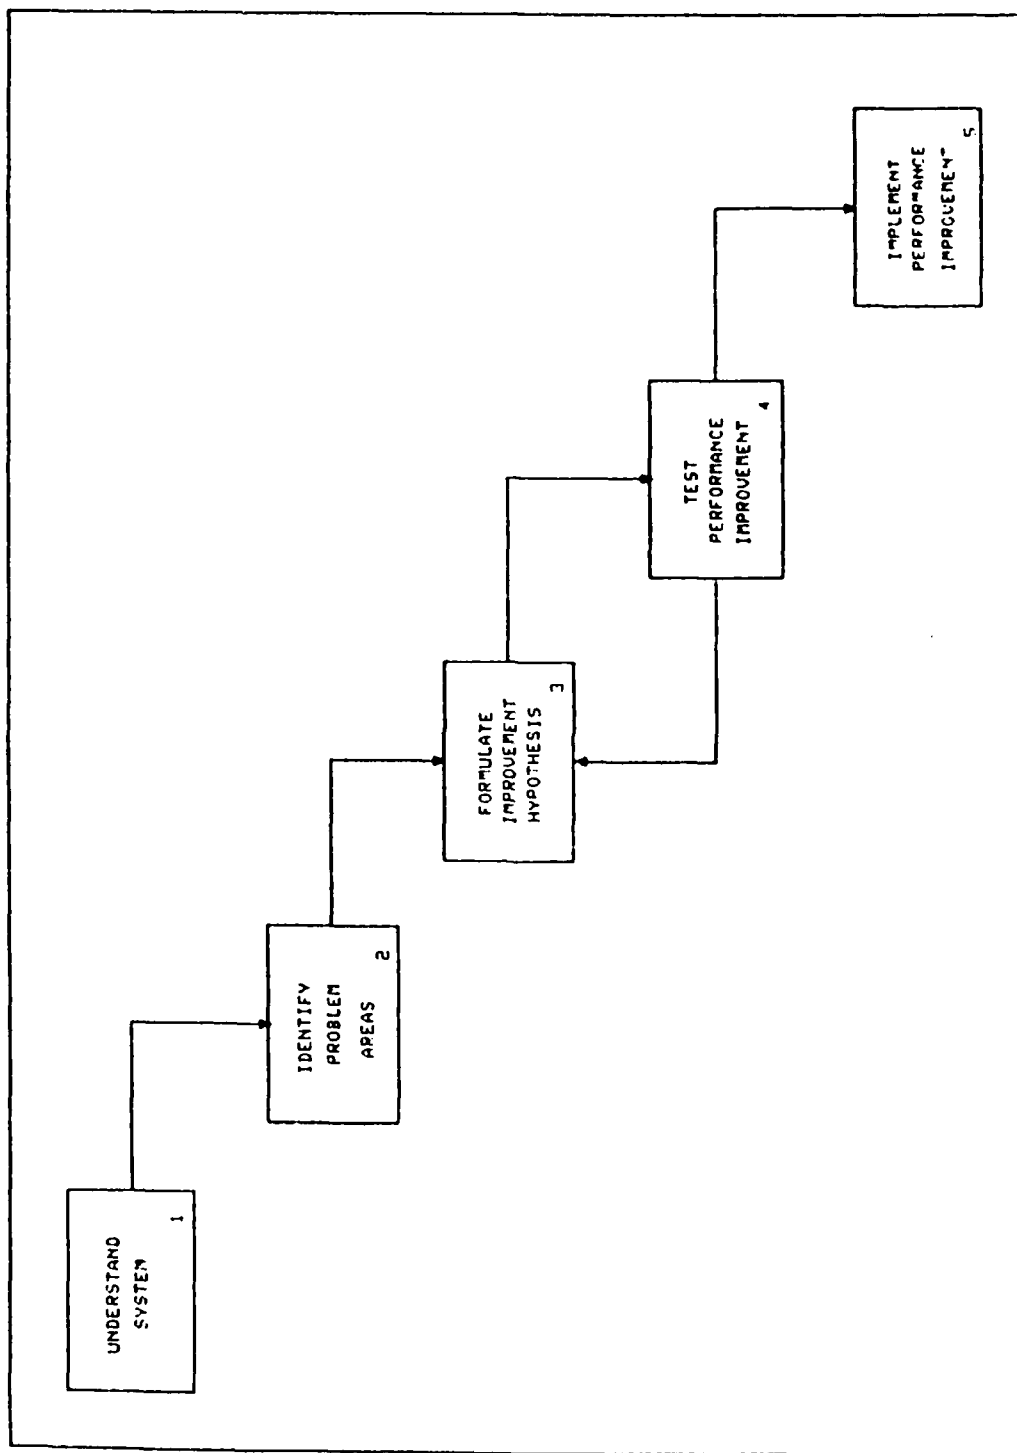 UNDERSTAND
SYSTEM
1
IDENTIFY
PROBLEM
AREAS
2
FORMULATE
IMPROVEMENT
HYPOTHESIS
3
TEST
PERFORMANCE
IMPROVEMENT
4
IMPLEMENT
PERFORMANCE
IMPROVEMENT
5